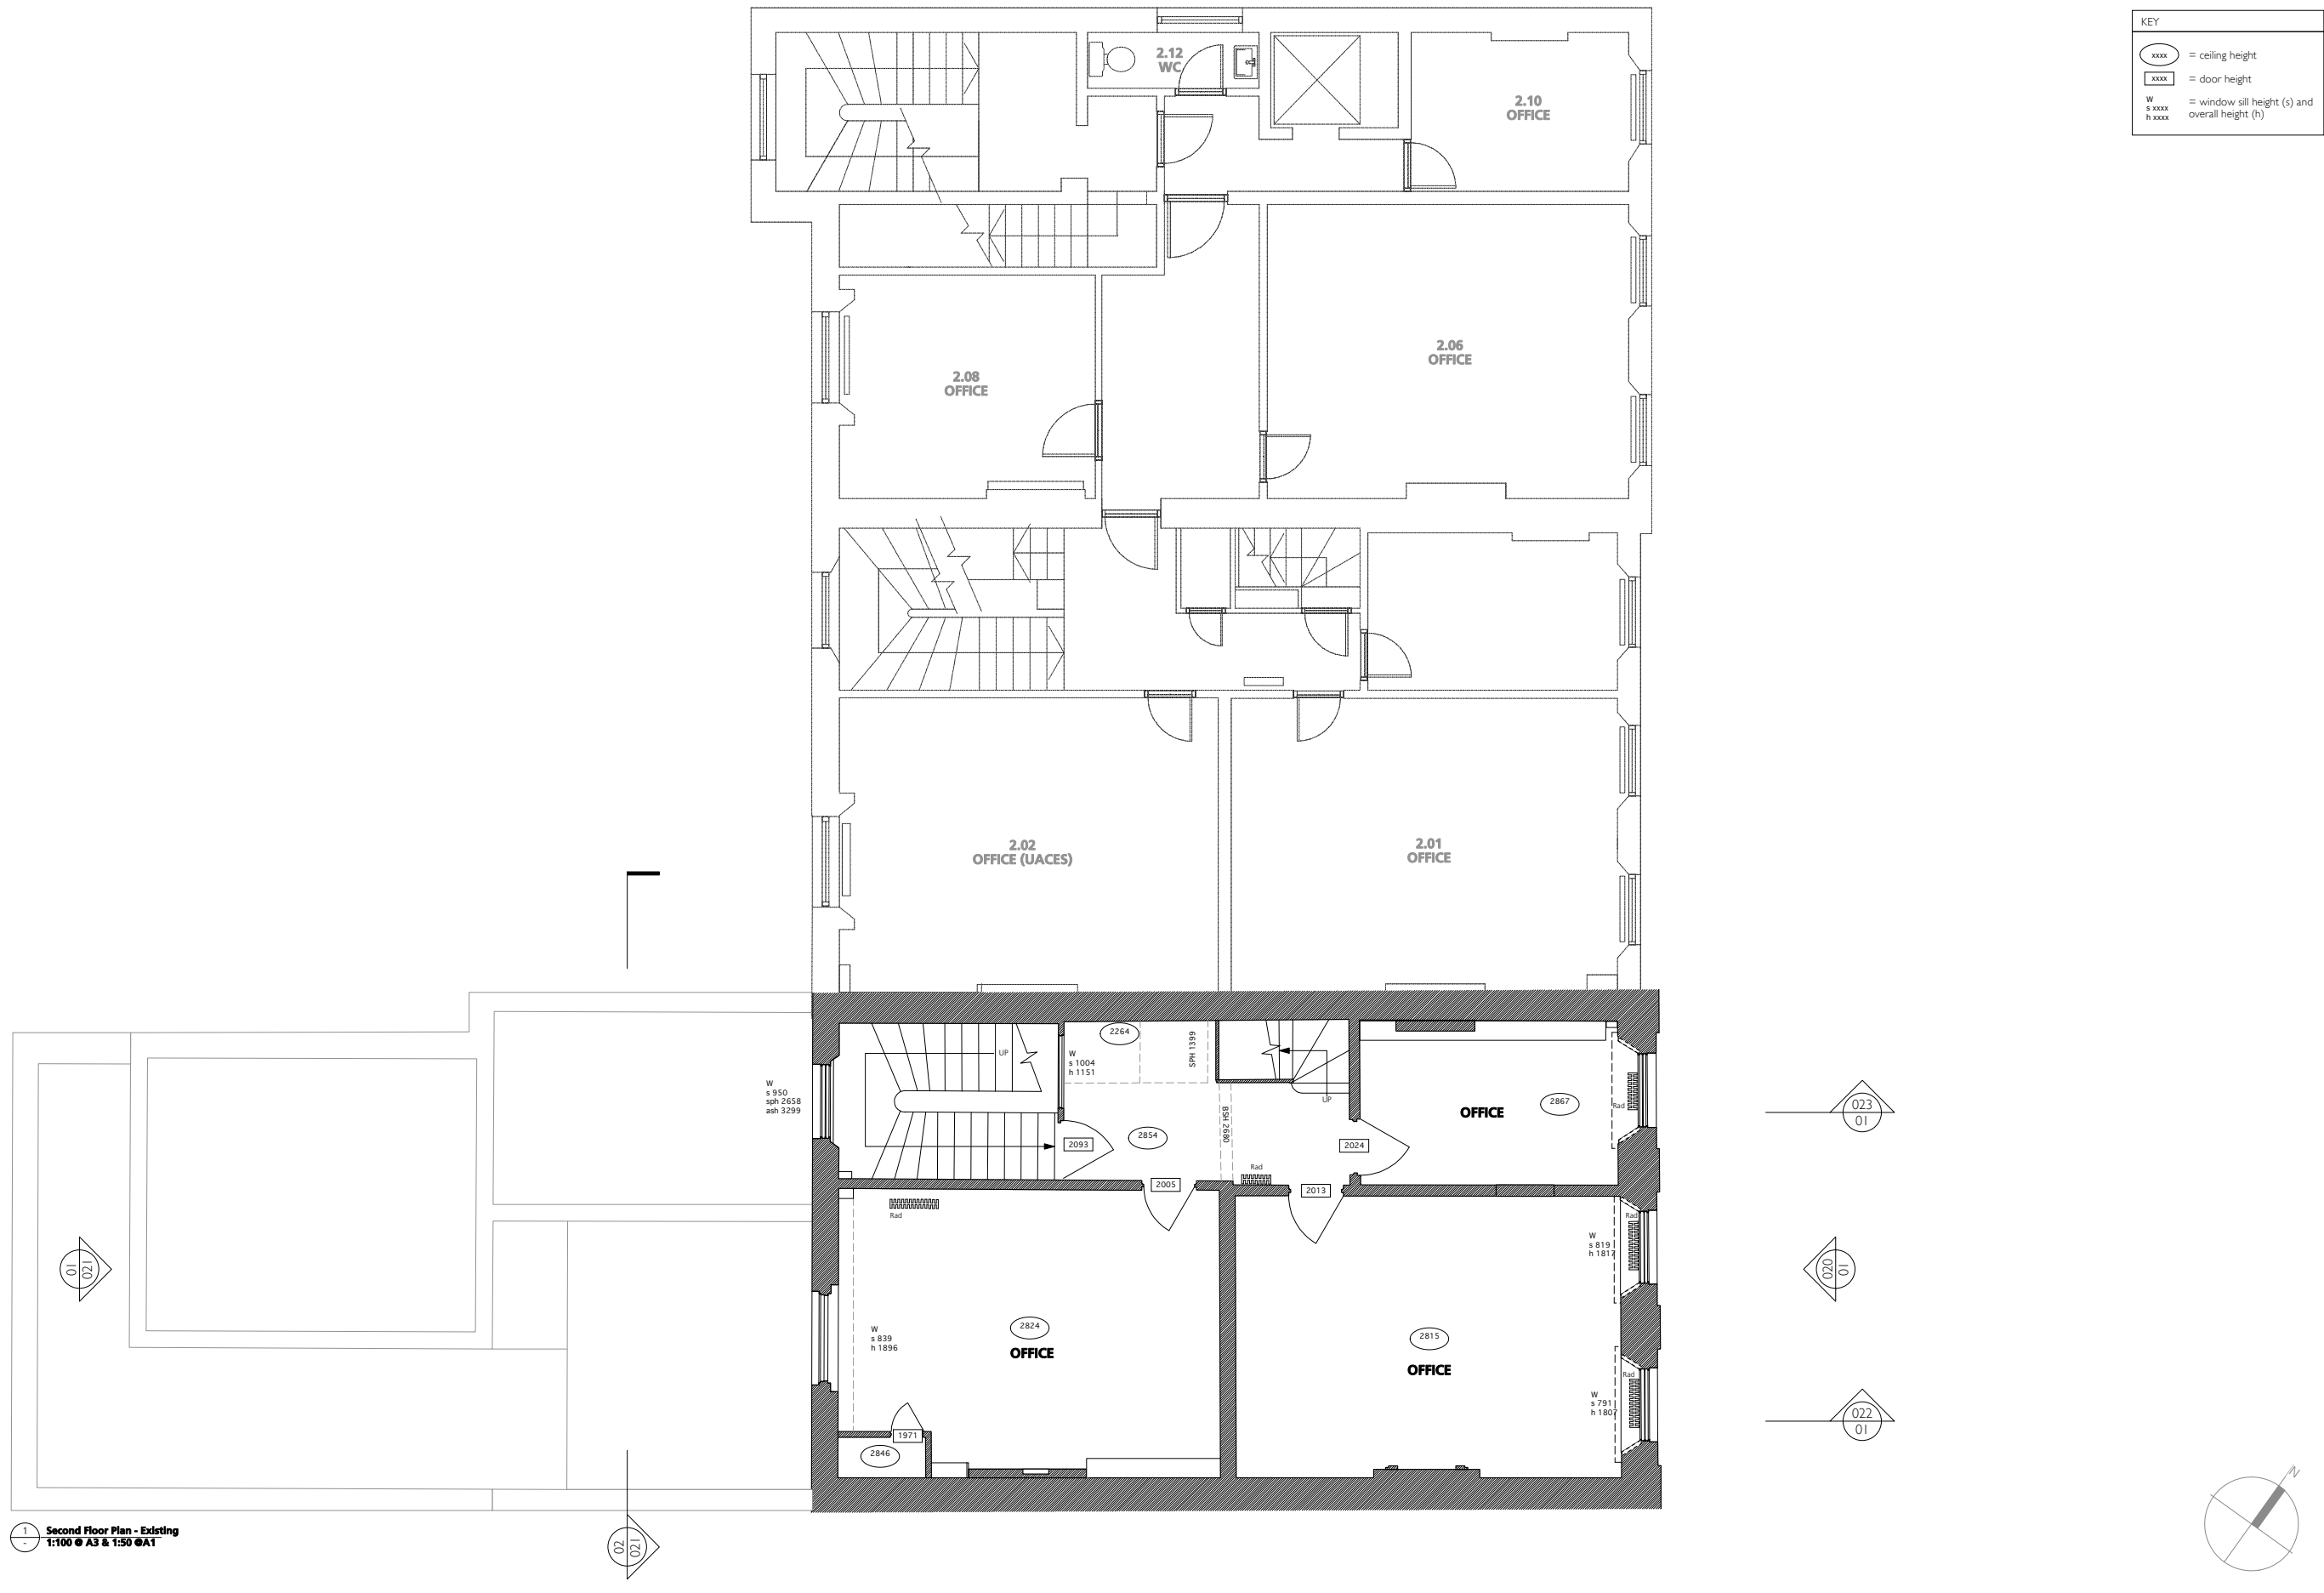 KEY
xxxx = ceiling height
xxxx = door height
W
s xxxx
h xxxx
= window sill height (s) and
overall height (h)
2.12
WC
2.10
OFFICE
2.06
OFFICE
2.08
OFFICE
2.02
OFFICE (UACES)
2.01
OFFICE
W
s 950
sph 2658
ash 3299
UP
W
s 1004
h 1151
2264
SPH 1399
BSH 2680
UP
2093
2854
2024
OFFICE
2867
Rad
2005
Rad
2013
Rad
Rad
W
s 819
h 1817
W
s 839
h 1896
2824
OFFICE
2815
OFFICE
Rad
W
s 791
h 1807
1971
2846
023
01
020
01
022
01
01
021
02
021
N
1
-
Second Floor Plan - Existing
1:100 @ A3 & 1:50 @A1